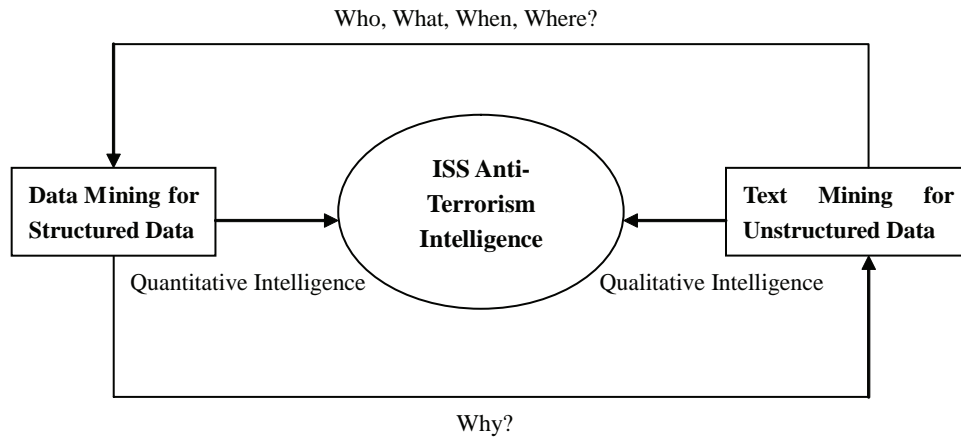 Who, What, When, Where?
ISS Anti-
Terrorism
Intelligence
Data Mining for
Structured Data
Text Mining for
Unstructured Data
Quantitative Intelligence
Qualitative Intelligence
Why?